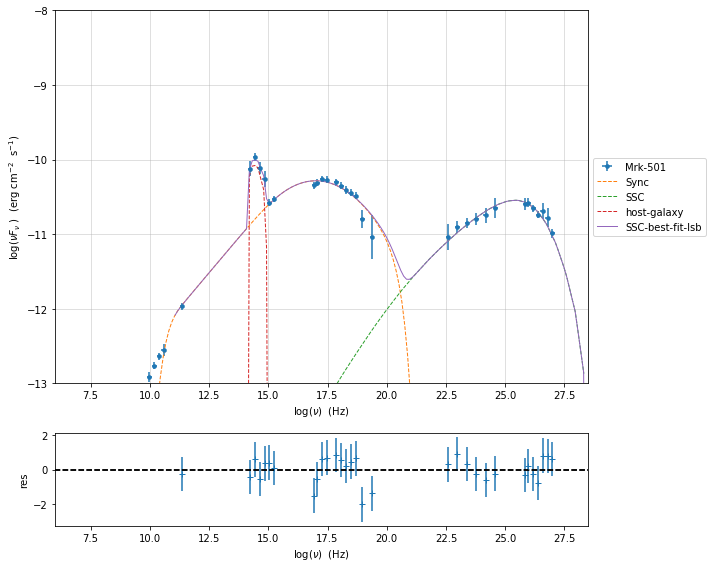 −8
−9
−10
−11
−12
−13
log(νFν ) (erg cm⁻² s⁻¹)
7.5 10.0 12.5 15.0 17.5 20.0 22.5 25.0 27.5
log(ν) (Hz)
Mrk-501
Sync
SSC
host-galaxy
SSC-best-fit-lsb
2
0
−2
res
7.5 10.0 12.5 15.0 17.5 20.0 22.5 25.0 27.5
log(ν) (Hz)